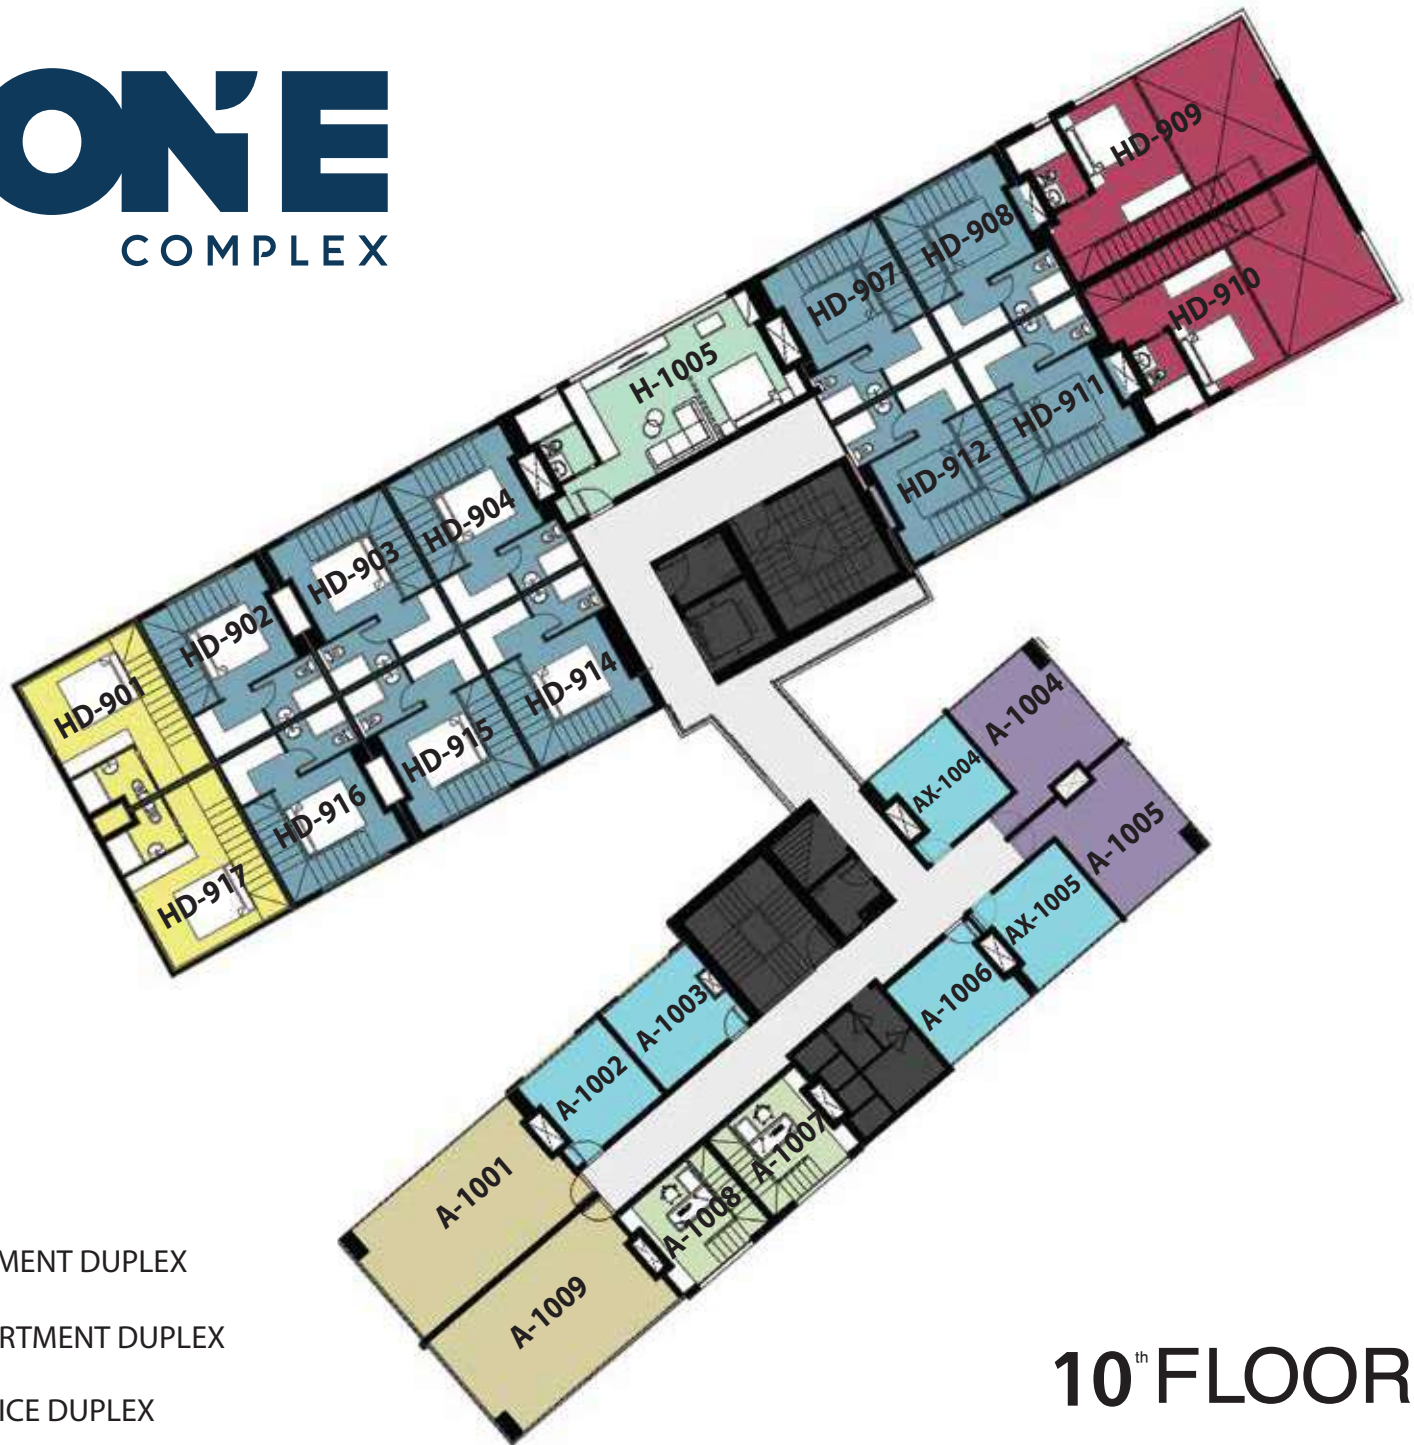 ONE
COMPLEX
HD-909
HD-908
HD-910
HD-907
H-1005
HD-911
HD-912
HD-904
HD-903
HD-902
HD-914
HD-901
HD-915
HD-916
HD-917
A-1004
AX-1004
A-1005
AX-1005
A-1006
A-1003
A-1002
A-1007
A-1001
A-1008
A-1009
MENT DUPLEX
RTMENT DUPLEX
ICE DUPLEX
10th FLOOR